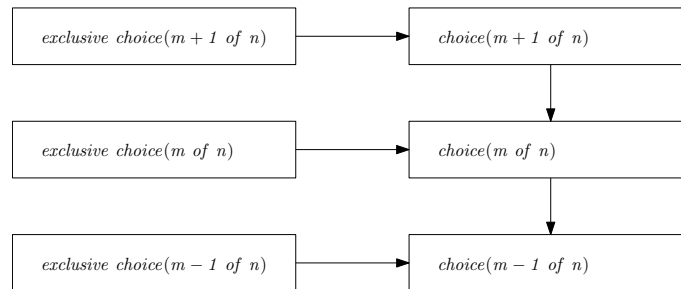 exclusive choice(m + 1 of n)
choice(m + 1 of n)
exclusive choice(m of n)
choice(m of n)
exclusive choice(m − 1 of n)
choice(m − 1 of n)